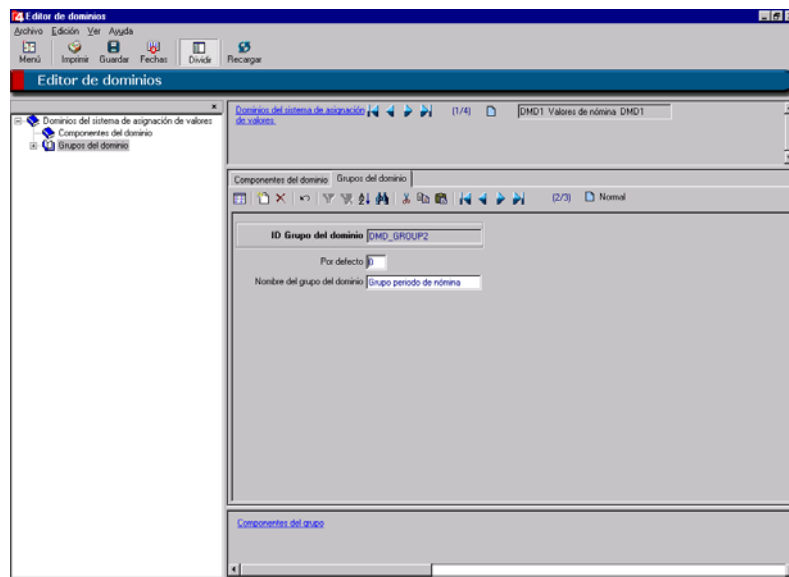 Editor de dominios
Archivo Edición Ver Ayuda
Menú Imprimir Guardar Fechas Dividir Recargar
Editor de dominios
Dominios del sistema de asignación de valores
Componentes del dominio
Grupos del dominio
Dominios del sistema de asignación de valores.
(1/4)
DMD1 Valores de nómina DMD1
Componentes del dominio Grupos del dominio
(2/3) Normal
ID Grupo del dominio DMD_GROUP2
Por defecto 0
Nombre del grupo del dominio Grupo periodo de nómina
Componentes del grupo